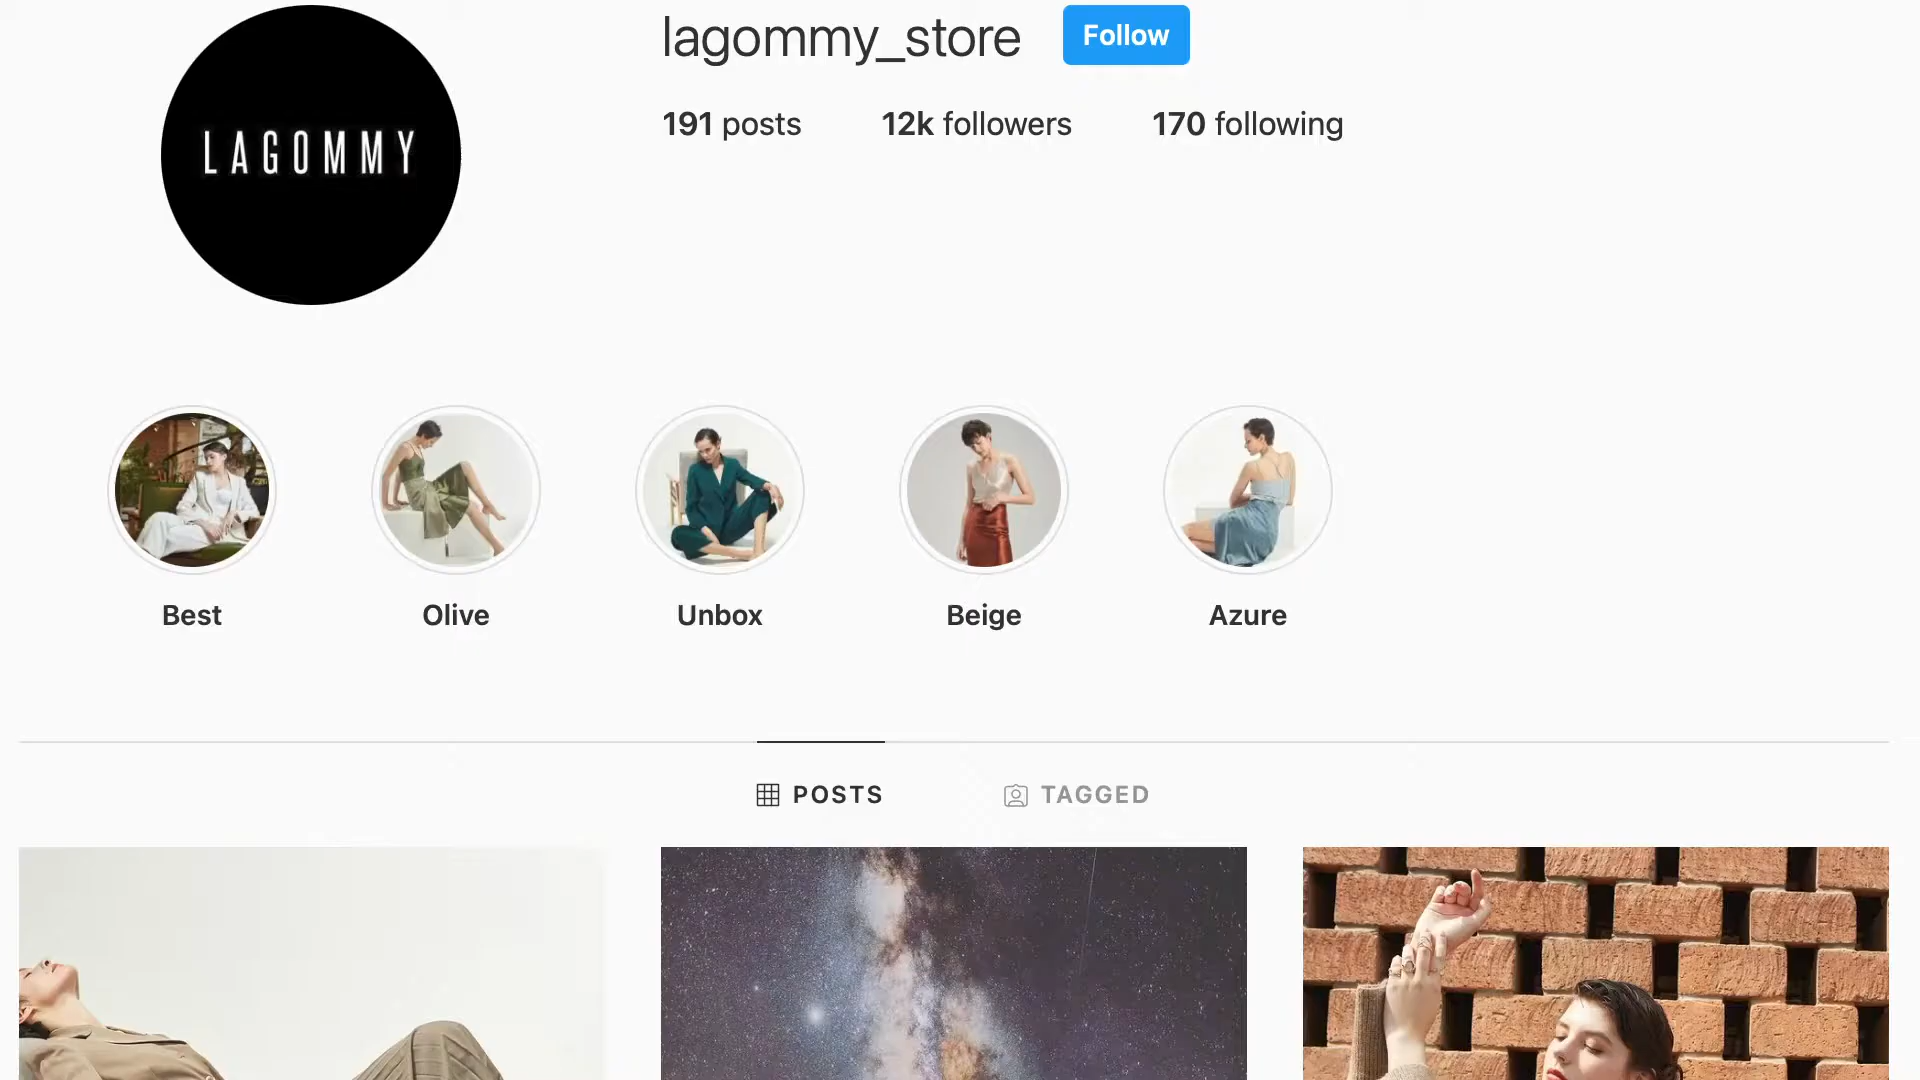 LAGOMMY
lagommy_store Follow
191 posts 12k followers 170 following
Best Olive Unbox Beige Azure
POSTS TAGGED